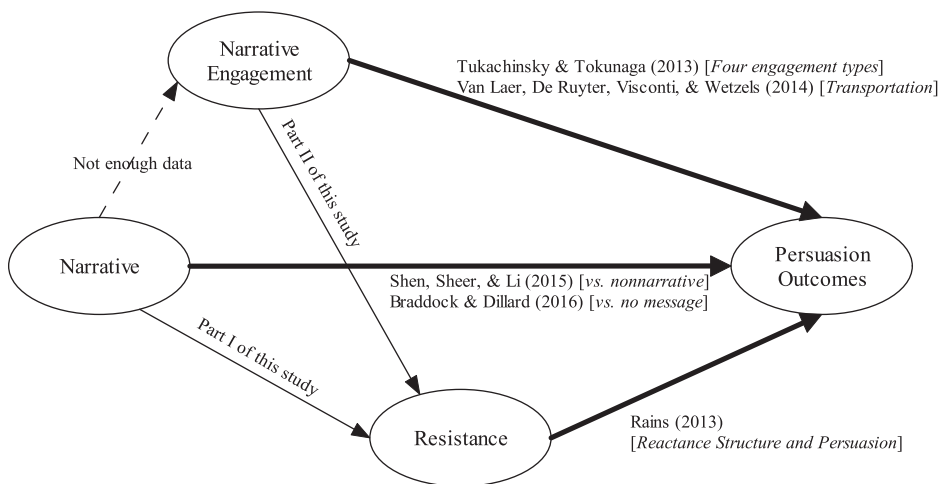 Narrative
Engagement
Tukachinsky & Tokunaga (2013) [Four engagement types]
Van Laer, De Ruyter, Visconti, & Wetzels (2014) [Transportation]
Not enough data
Part II of this study
Narrative
Persuasion
Outcomes
Shen, Sheer, & Li (2015) [vs. nonnarrative]
Braddock & Dillard (2016) [vs. no message]
Part I of this study
Resistance
Rains (2013)
[Reactance Structure and Persuasion]